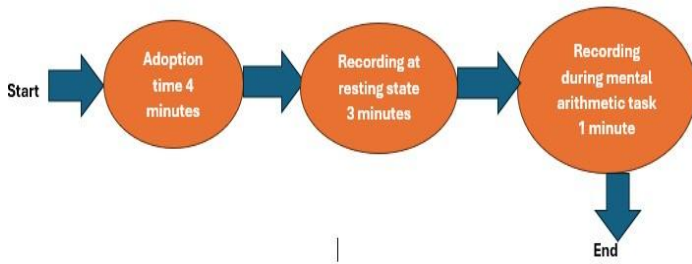 Start
Adoption
time 4
minutes
Recording at
resting state
3 minutes
Recording
during mental
arithmetic task
1 minute
End